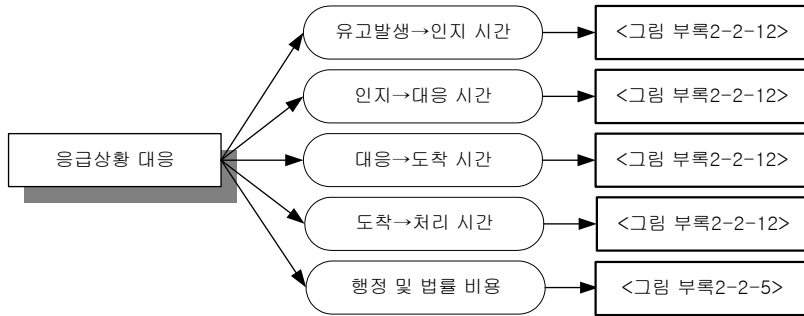 유고발생→인지 시간
<그림 부록2-2-12>
인지→대응 시간
<그림 부록2-2-12>
응급상황 대응
대응→도착 시간
<그림 부록2-2-12>
도착→처리 시간
<그림 부록2-2-12>
행정 및 법률 비용
<그림 부록2-2-5>